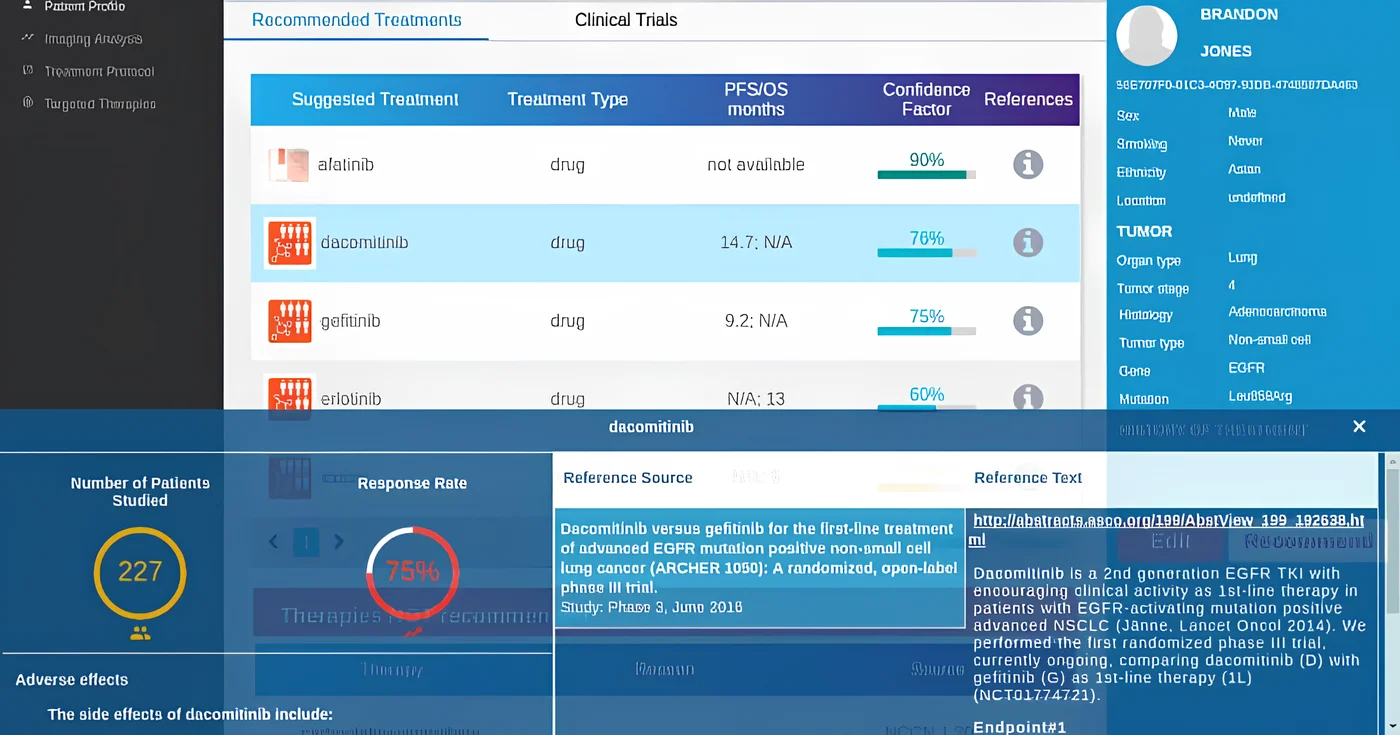 Patient Profile
Imaging Analysis
Treatment Protocol
Targeted Therapies
Recommended Treatments
Clinical Trials
Suggested Treatment
Treatment Type
PFS/OS
months
Confidence
Factor
References
afatinib
drug
not available
90%
dacomitinib
drug
14.7; N/A
76%
gefitinib
drug
9.2; N/A
75%
erlotinib
drug
N/A; 13
60%
BRANDON
JONES
Sex
Male
Smoking
Never
Ethnicity
Asian
Location
undefined
TUMOR
Organ type
Lung
Tumor stage
4
Histology
Adenocarcinoma
Tumor type
Non-small cell
Gene
EGFR
Mutation
Leu858Arg
dacomitinib
×
Number of Patients
Studied
227
Response Rate
75%
1
Therapies NOT recommen
Therapy
Reason
Source
Adverse effects
The side effects of dacomitinib include:
Reference Source
Dacomitinib versus gefitinib for the first-line treatment
of advanced EGFR mutation positive non-small cell
lung cancer (ARCHER 1050): A randomized, open-label
phase III trial.
Study: Phase 3, June 2016
Reference Text
http://abstracts.asco.org/199/AbstView_199_192638.ht
ml
Edit
Recommend
Dacomitinib is a 2nd generation EGFR TKI with
encouraging clinical activity as 1st-line therapy in
patients with EGFR-activating mutation positive
advanced NSCLC (Janne, Lancet Oncol 2014). We
performed the first randomized phase III trial,
currently ongoing, comparing dacomitinib (D) with
gefitinib (G) as 1st-line therapy (1L)
(NCT01774721).
Endpoint#1